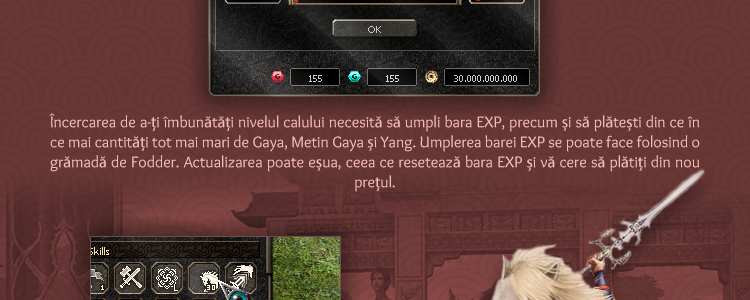 OK
155 155 30.000.000.000
Încercarea de a-ți îmbunătăți nivelul calului necesită să umpli bara EXP, precum și să plătești din ce în
ce mai cantități tot mai mari de Gaya, Metin Gaya și Yang. Umplerea barei EXP se poate face folosind o
grămadă de Fodder. Actualizarea poate eșua, ceea ce resetează bara EXP și vă cere să plătiți din nou
prețul.
Skills
1 30